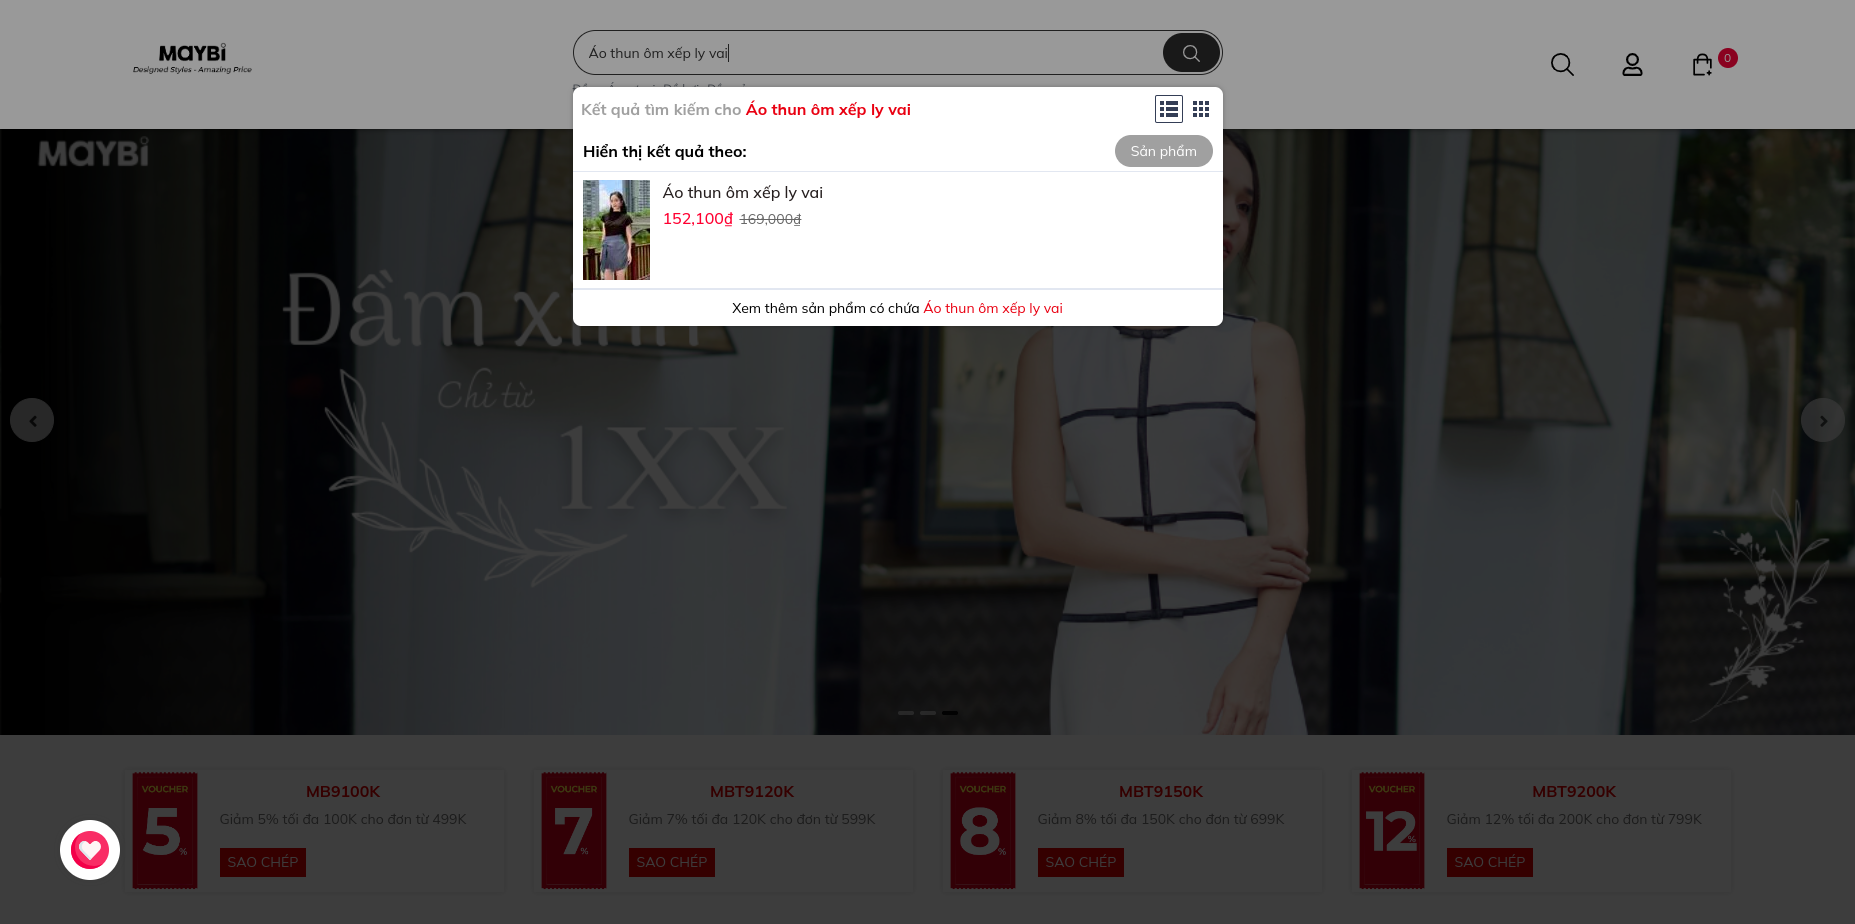 MAYBI
Designed Styles - Amazing Price
Áo thun ôm xếp ly vai
0
Kết quả tìm kiếm cho Áo thun ôm xếp ly vai
Hiển thị kết quả theo:
Sản phẩm
Áo thun ôm xếp ly vai
152,100₫ 169,000₫
Xem thêm sản phẩm có chứa Áo thun ôm xếp ly vai
MAYBI
Đầm xinh
Chỉ từ
1XX
VOUCHER
5%
MB9100K
Giảm 5% tối đa 100K cho đơn từ 499K
SAO CHÉP
VOUCHER
7%
MBT9120K
Giảm 7% tối đa 120K cho đơn từ 599K
SAO CHÉP
VOUCHER
8%
MBT9150K
Giảm 8% tối đa 150K cho đơn từ 699K
SAO CHÉP
VOUCHER
12%
MBT9200K
Giảm 12% tối đa 200K cho đơn từ 799K
SAO CHÉP